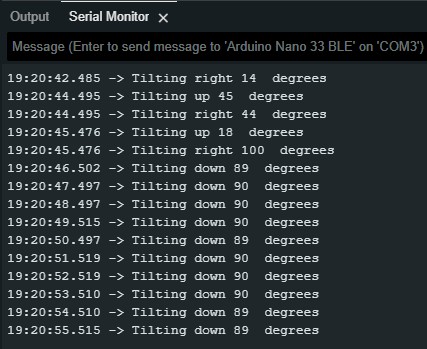 Output Serial Monitor ×
Message (Enter to send message to 'Arduino Nano 33 BLE' on 'COM3')
19:20:42.485 -> Tilting right 14  degrees
19:20:44.495 -> Tilting up 45  degrees
19:20:44.495 -> Tilting right 44  degrees
19:20:45.476 -> Tilting up 18  degrees
19:20:45.476 -> Tilting right 100  degrees
19:20:46.502 -> Tilting down 89  degrees
19:20:47.497 -> Tilting down 90  degrees
19:20:48.497 -> Tilting down 90  degrees
19:20:49.515 -> Tilting down 90  degrees
19:20:50.497 -> Tilting down 89  degrees
19:20:51.519 -> Tilting down 90  degrees
19:20:52.519 -> Tilting down 90  degrees
19:20:53.510 -> Tilting down 90  degrees
19:20:54.510 -> Tilting down 89  degrees
19:20:55.515 -> Tilting down 89  degrees